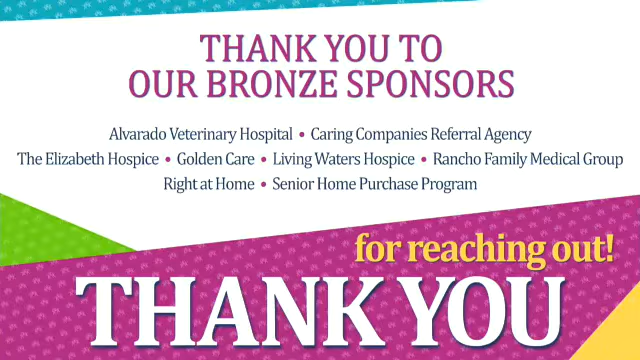 THANK YOU TO
OUR BRONZE SPONSORS
Alvarado Veterinary Hospital • Caring Companies Referral Agency
The Elizabeth Hospice • Golden Care • Living Waters Hospice • Rancho Family Medical Group
Right at Home • Senior Home Purchase Program
for reaching out!
THANK YOU